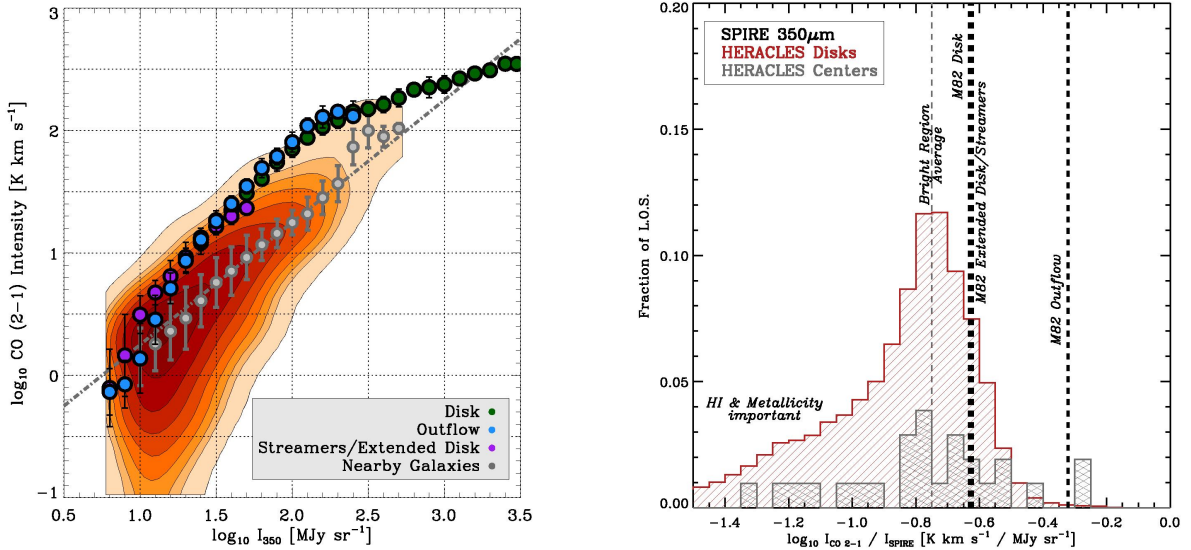 3
2
1
0
−1
log₁₀ CO (2−1) Intensity [K km s⁻¹]
Disk
Outflow
Streamers/Extended Disk
Nearby Galaxies
0.5 1.0 1.5 2.0 2.5 3.0 3.5
log₁₀ I₃₅₀ [MJy sr⁻¹]
0.20
0.15
0.10
0.05
0.00
Fraction of L.O.S.
SPIRE 350μm
HERACLES Disks
HERACLES Centers
Bright Region
Average
M82 Disk
M82 Extended Disk/Streamers
M82 Outflow
HI & Metallicity
important
−1.4 −1.2 −1.0 −0.8 −0.6 −0.4 −0.2 0.0
log₁₀ I_CO 2−1 / I_SPIRE [K km s⁻¹ / MJy sr⁻¹]